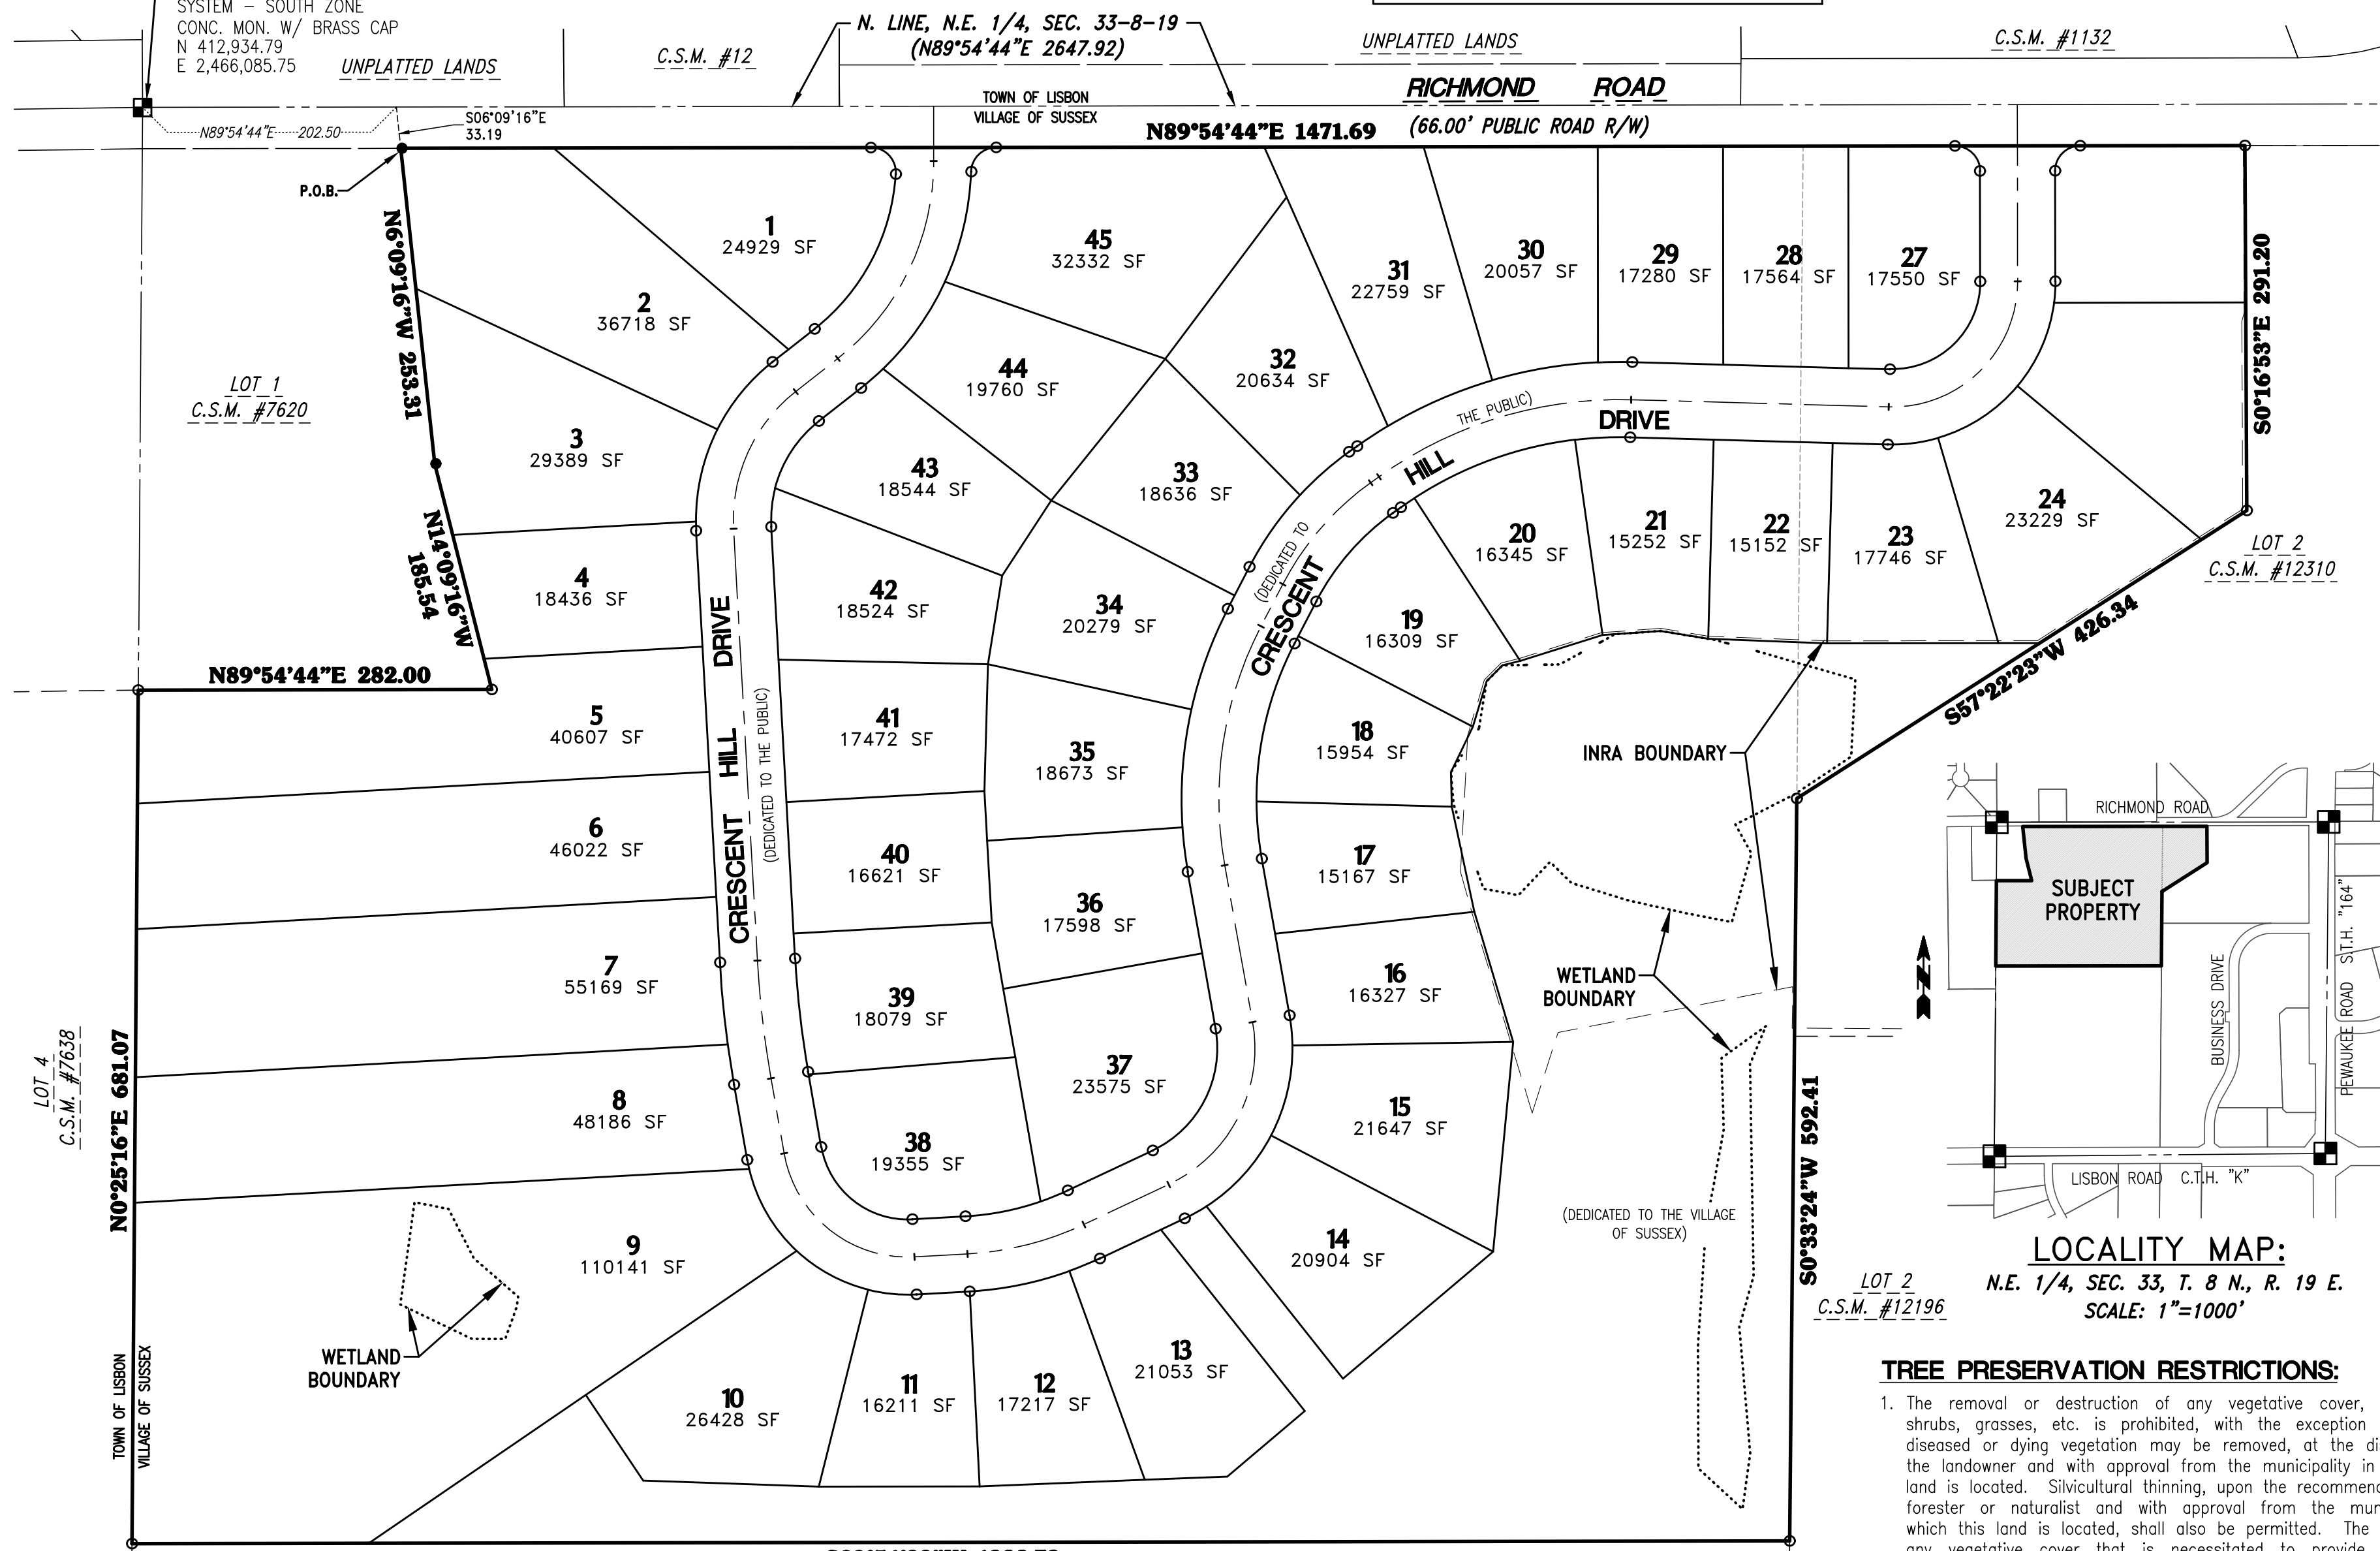 SYSTEM – SOUTH ZONE
CONC. MON. W/ BRASS CAP
N 412,934.79
E 2,466,085.75
UNPLATTED LANDS
C.S.M. #12
N. LINE, N.E. 1/4, SEC. 33-8-19
(N89°54'44"E 2647.92)
UNPLATTED LANDS
C.S.M. #1132
RICHMOND ROAD
(66.00' PUBLIC ROAD R/W)
TOWN OF LISBON
VILLAGE OF SUSSEX
N89°54'44"E 1471.69
N89°54'44"E 202.50
S06°09'16"E
33.19
P.O.B.
N6°09'16"W 253.31
N14°09'16"W
185.54
N89°54'44"E 282.00
LOT 1
C.S.M. #7620
1
24929 SF
2
36718 SF
3
29389 SF
4
18436 SF
5
40607 SF
6
46022 SF
7
55169 SF
8
48186 SF
9
110141 SF
10
26428 SF
11
16211 SF
12
17217 SF
13
21053 SF
14
20904 SF
15
21647 SF
16
16327 SF
17
15167 SF
18
15954 SF
19
16309 SF
20
16345 SF
21
15252 SF
22
15152 SF
23
17746 SF
24
23229 SF
27
17550 SF
28
17564 SF
29
17280 SF
30
20057 SF
31
22759 SF
32
20634 SF
33
18636 SF
34
20279 SF
35
18673 SF
36
17598 SF
37
23575 SF
38
19355 SF
39
18079 SF
40
16621 SF
41
17472 SF
42
18524 SF
43
18544 SF
44
19760 SF
45
32332 SF
CRESCENT HILL DRIVE
(DEDICATED TO THE PUBLIC)
CRESCENT HILL DRIVE
(DEDICATED TO THE PUBLIC)
S0°16'53"E 291.20
LOT 2
C.S.M. #12310
S57°22'23"W 426.34
INRA BOUNDARY
WETLAND
BOUNDARY
(DEDICATED TO THE VILLAGE
OF SUSSEX)
S0°33'24"W 592.41
LOT 2
C.S.M. #12196
WETLAND
BOUNDARY
LOT 4
C.S.M. #7638
N0°25'16"E 681.07
TOWN OF LISBON
VILLAGE OF SUSSEX
N
RICHMOND ROAD
SUBJECT
PROPERTY
BUSINESS DRIVE
PEWAUKEE ROAD S.T.H. "164"
LISBON ROAD C.T.H. "K"
LOCALITY MAP:
N.E. 1/4, SEC. 33, T. 8 N., R. 19 E.
SCALE: 1"=1000'
TREE PRESERVATION RESTRICTIONS:
1. The removal or destruction of any vegetative cover,
shrubs, grasses, etc. is prohibited, with the exception
diseased or dying vegetation may be removed, at the di
the landowner and with approval from the municipality in
land is located. Silvicultural thinning, upon the recommen
forester or naturalist and with approval from the mun
which this land is located, shall also be permitted. The
any vegetative cover that is necessitated to provide